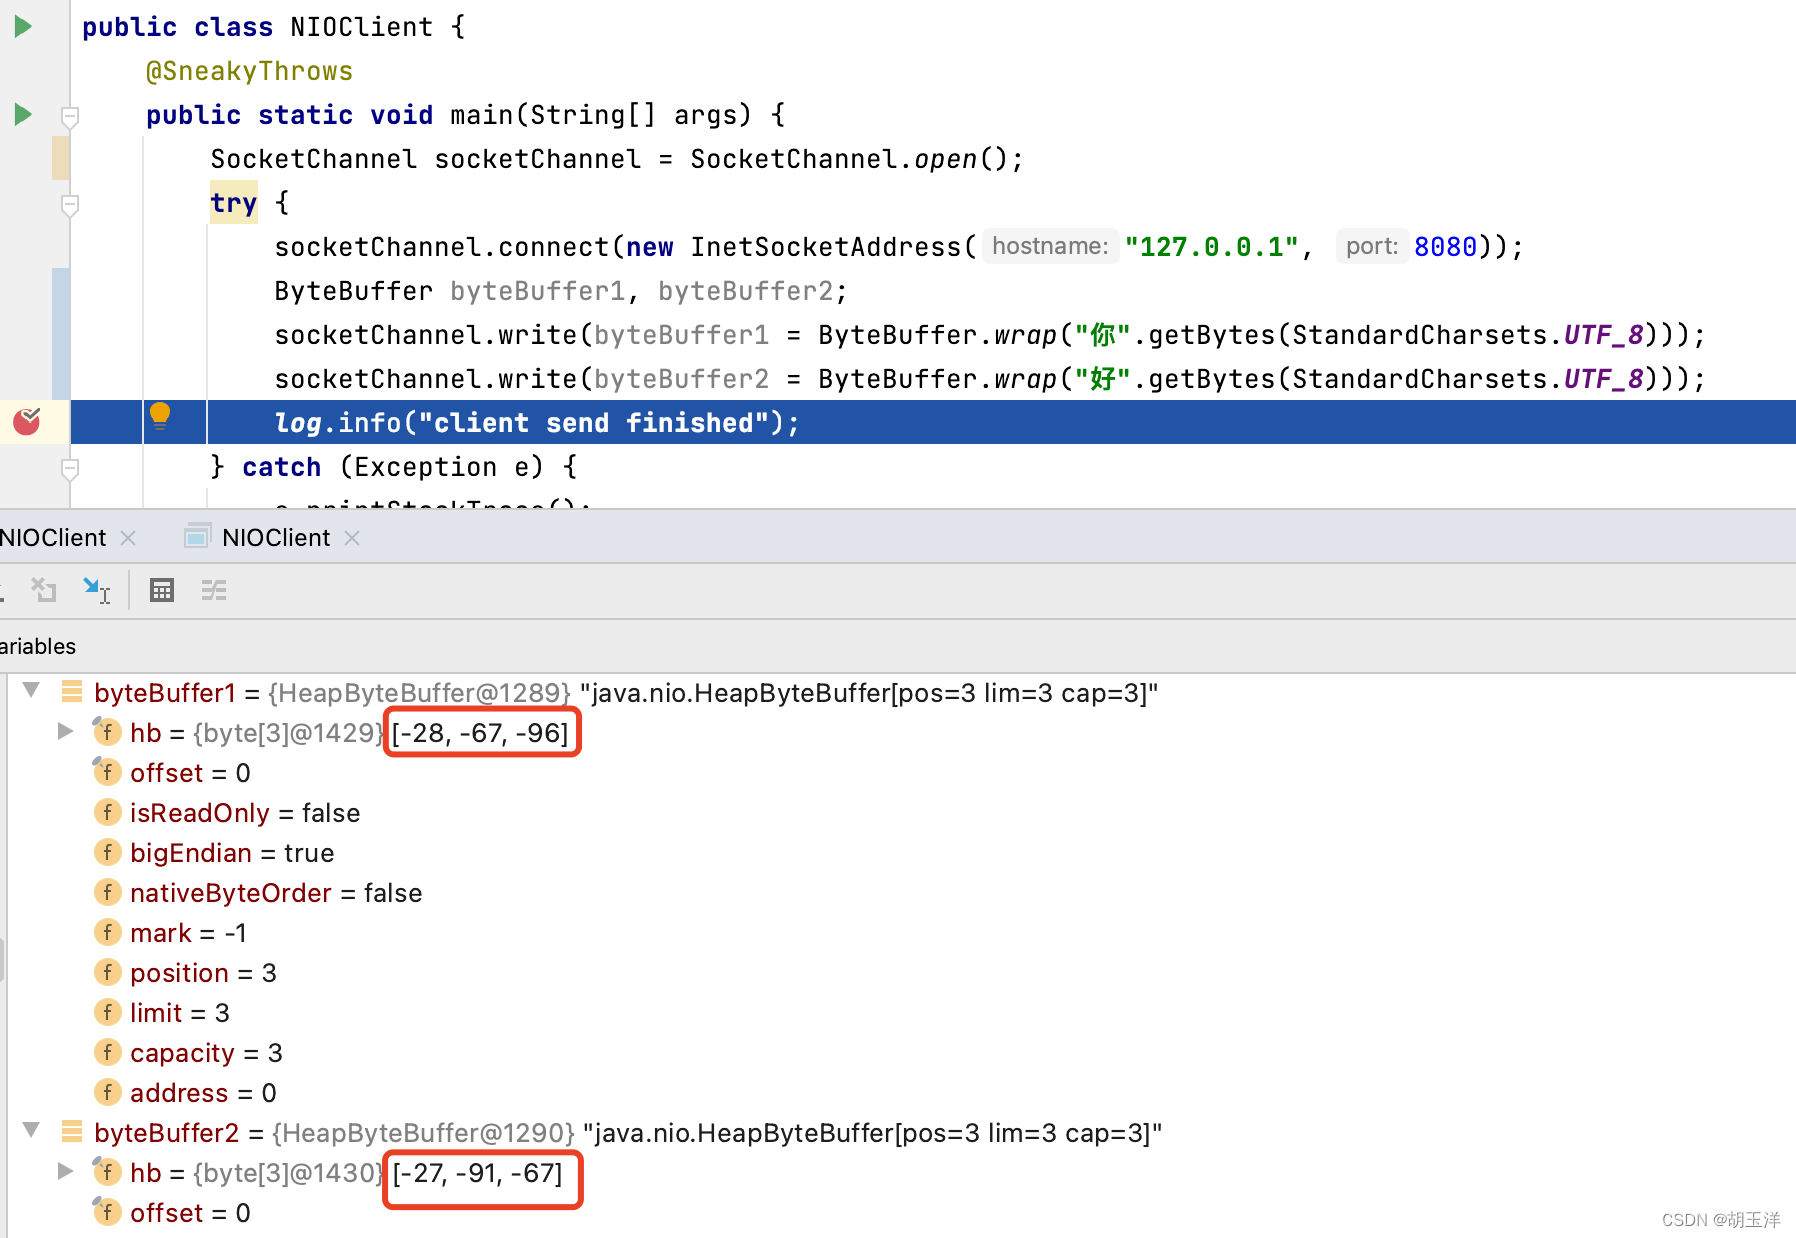 public class NIOClient {
@SneakyThrows
public static void main(String[] args) {
SocketChannel socketChannel = SocketChannel.open();
try {
socketChannel.connect(new InetSocketAddress( hostname: "127.0.0.1", port: 8080));
ByteBuffer byteBuffer1, byteBuffer2;
socketChannel.write(byteBuffer1 = ByteBuffer.wrap("你".getBytes(StandardCharsets.UTF_8)));
socketChannel.write(byteBuffer2 = ByteBuffer.wrap("好".getBytes(StandardCharsets.UTF_8)));
log.info("client send finished");
} catch (Exception e) {
e.printStackTrace();
NIOClient NIOClient
ariables
byteBuffer1 = {HeapByteBuffer@1289} "java.nio.HeapByteBuffer[pos=3 lim=3 cap=3]"
hb = {byte[3]@1429} [-28, -67, -96]
offset = 0
isReadOnly = false
bigEndian = true
nativeByteOrder = false
mark = -1
position = 3
limit = 3
capacity = 3
address = 0
byteBuffer2 = {HeapByteBuffer@1290} "java.nio.HeapByteBuffer[pos=3 lim=3 cap=3]"
hb = {byte[3]@1430} [-27, -91, -67]
offset = 0
CSDN @胡玉洋